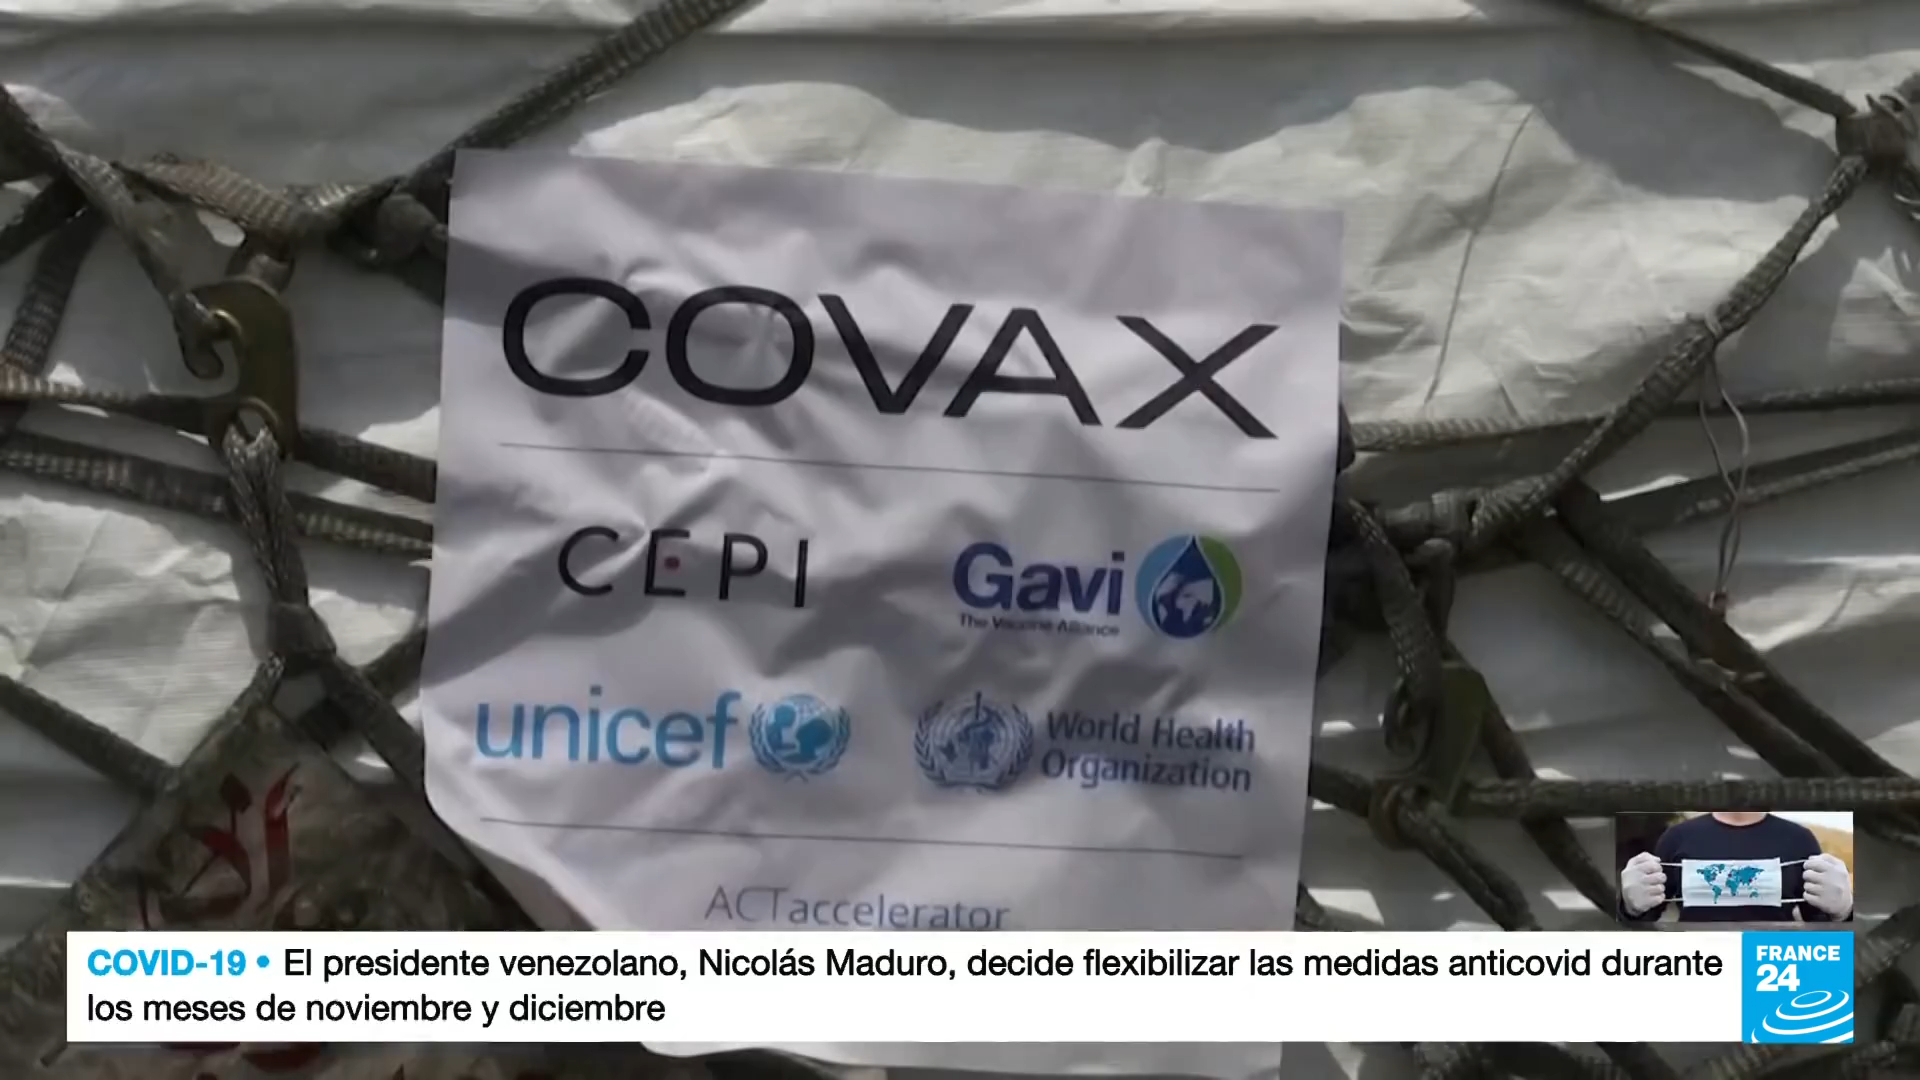 COVAX
CEPI
Gavi
The Vaccine Alliance
unicef
World Health
Organization
ACTaccelerator
COVID-19 • El presidente venezolano, Nicolás Maduro, decide flexibilizar las medidas anticovid durante
los meses de noviembre y diciembre
FRANCE
24